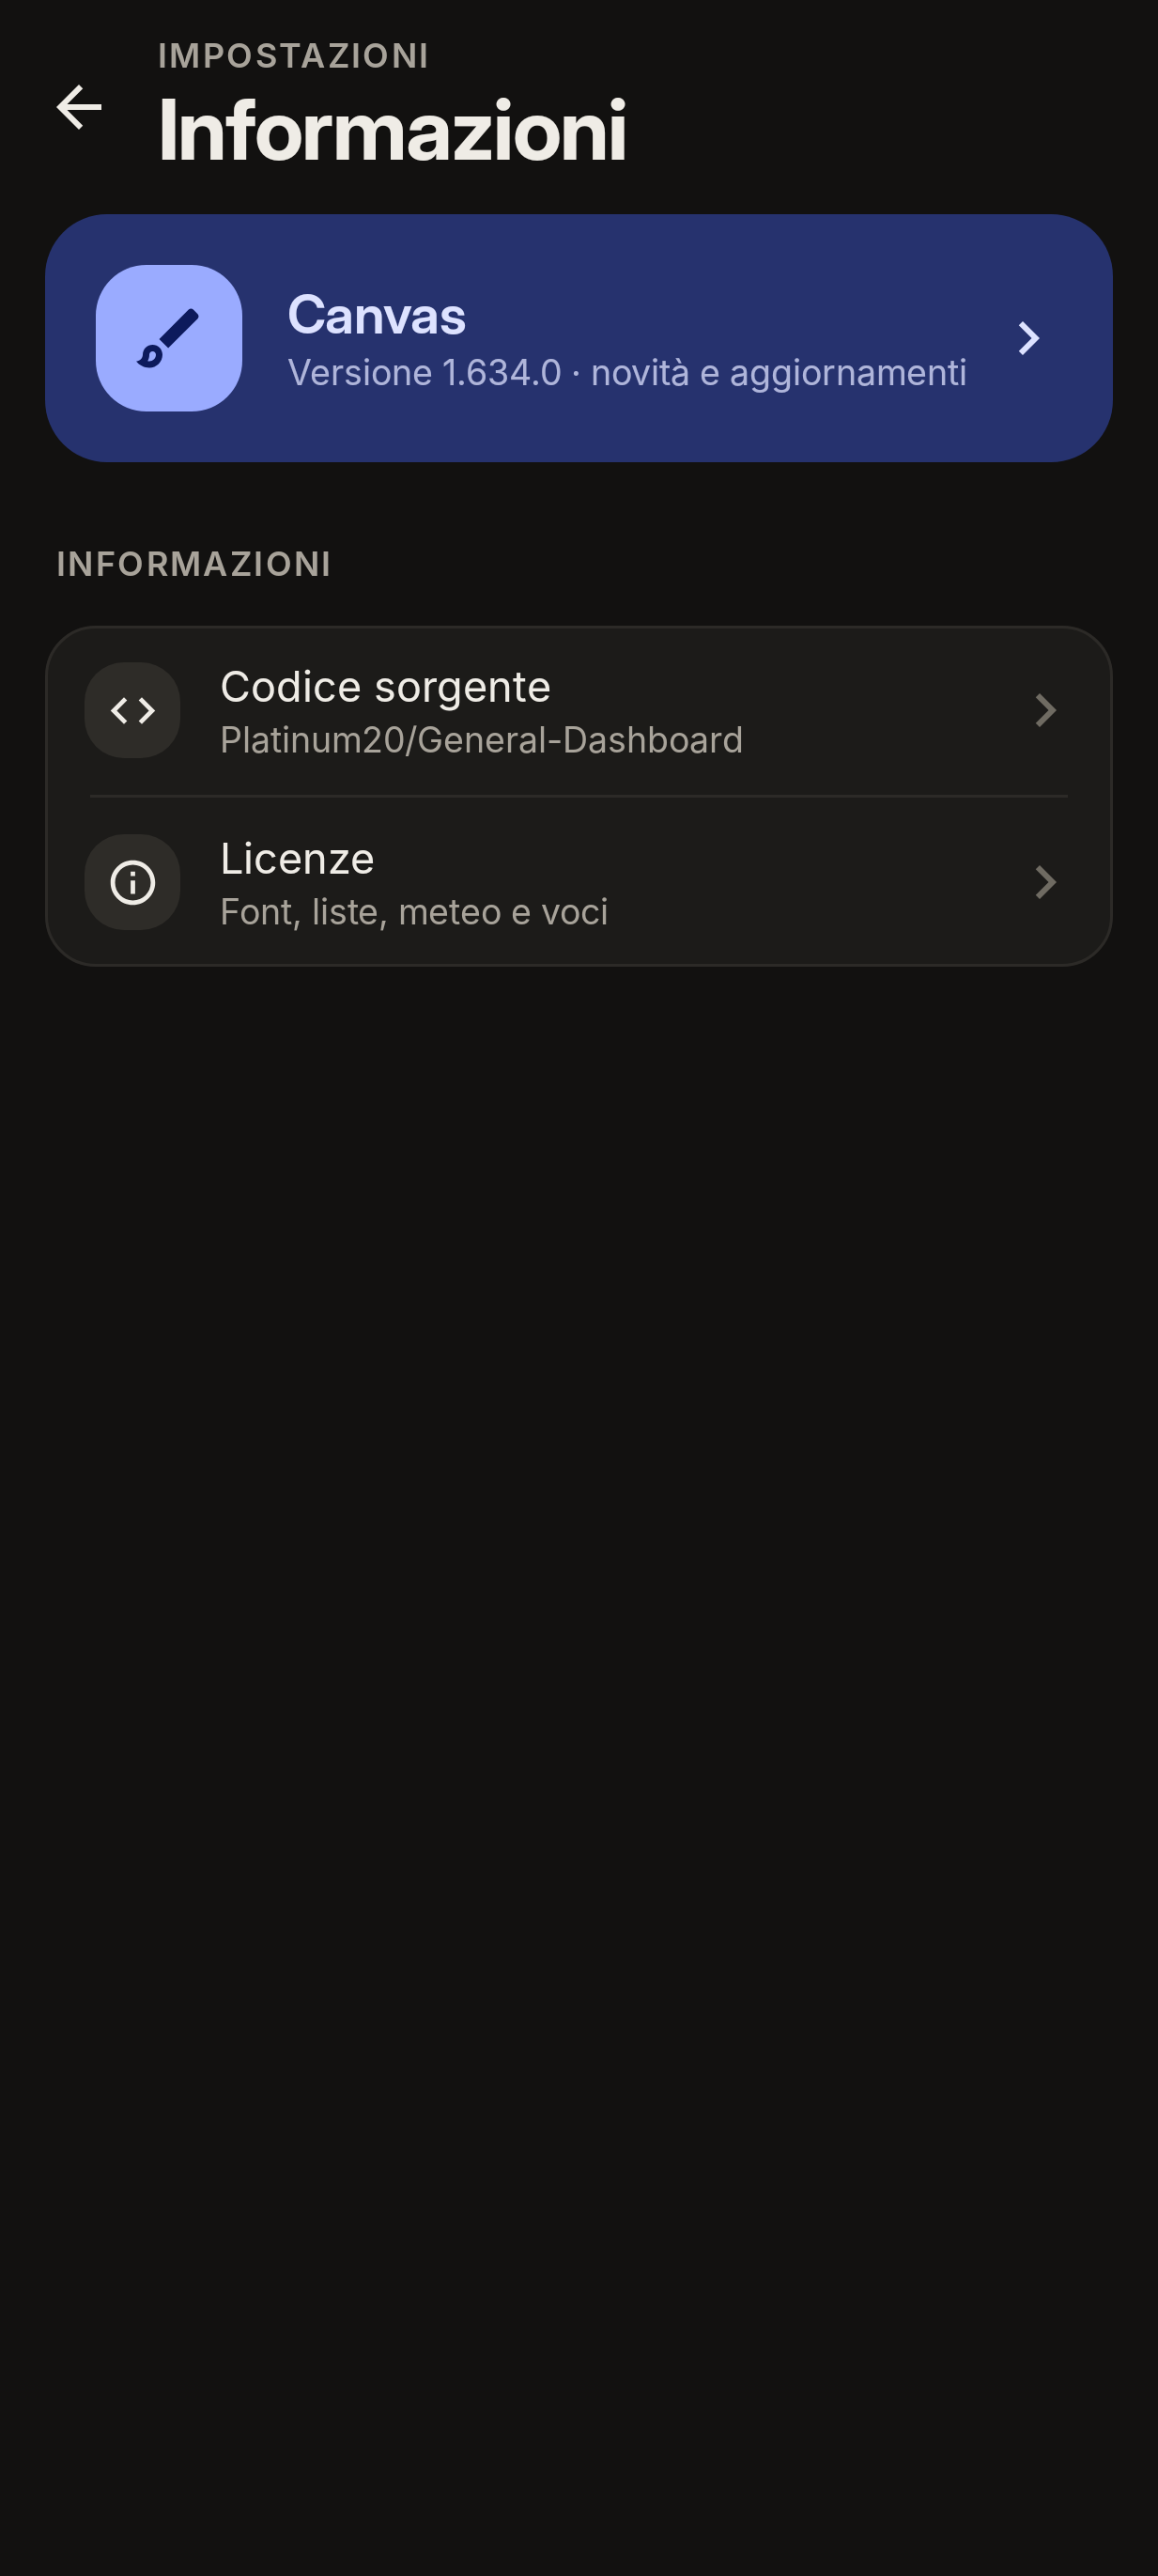 IMPOSTAZIONI
Informazioni
Canvas
Versione 1.634.0 · novità e aggiornamenti
INFORMAZIONI
Codice sorgente
Platinum20/General-Dashboard
Licenze
Font, liste, meteo e voci